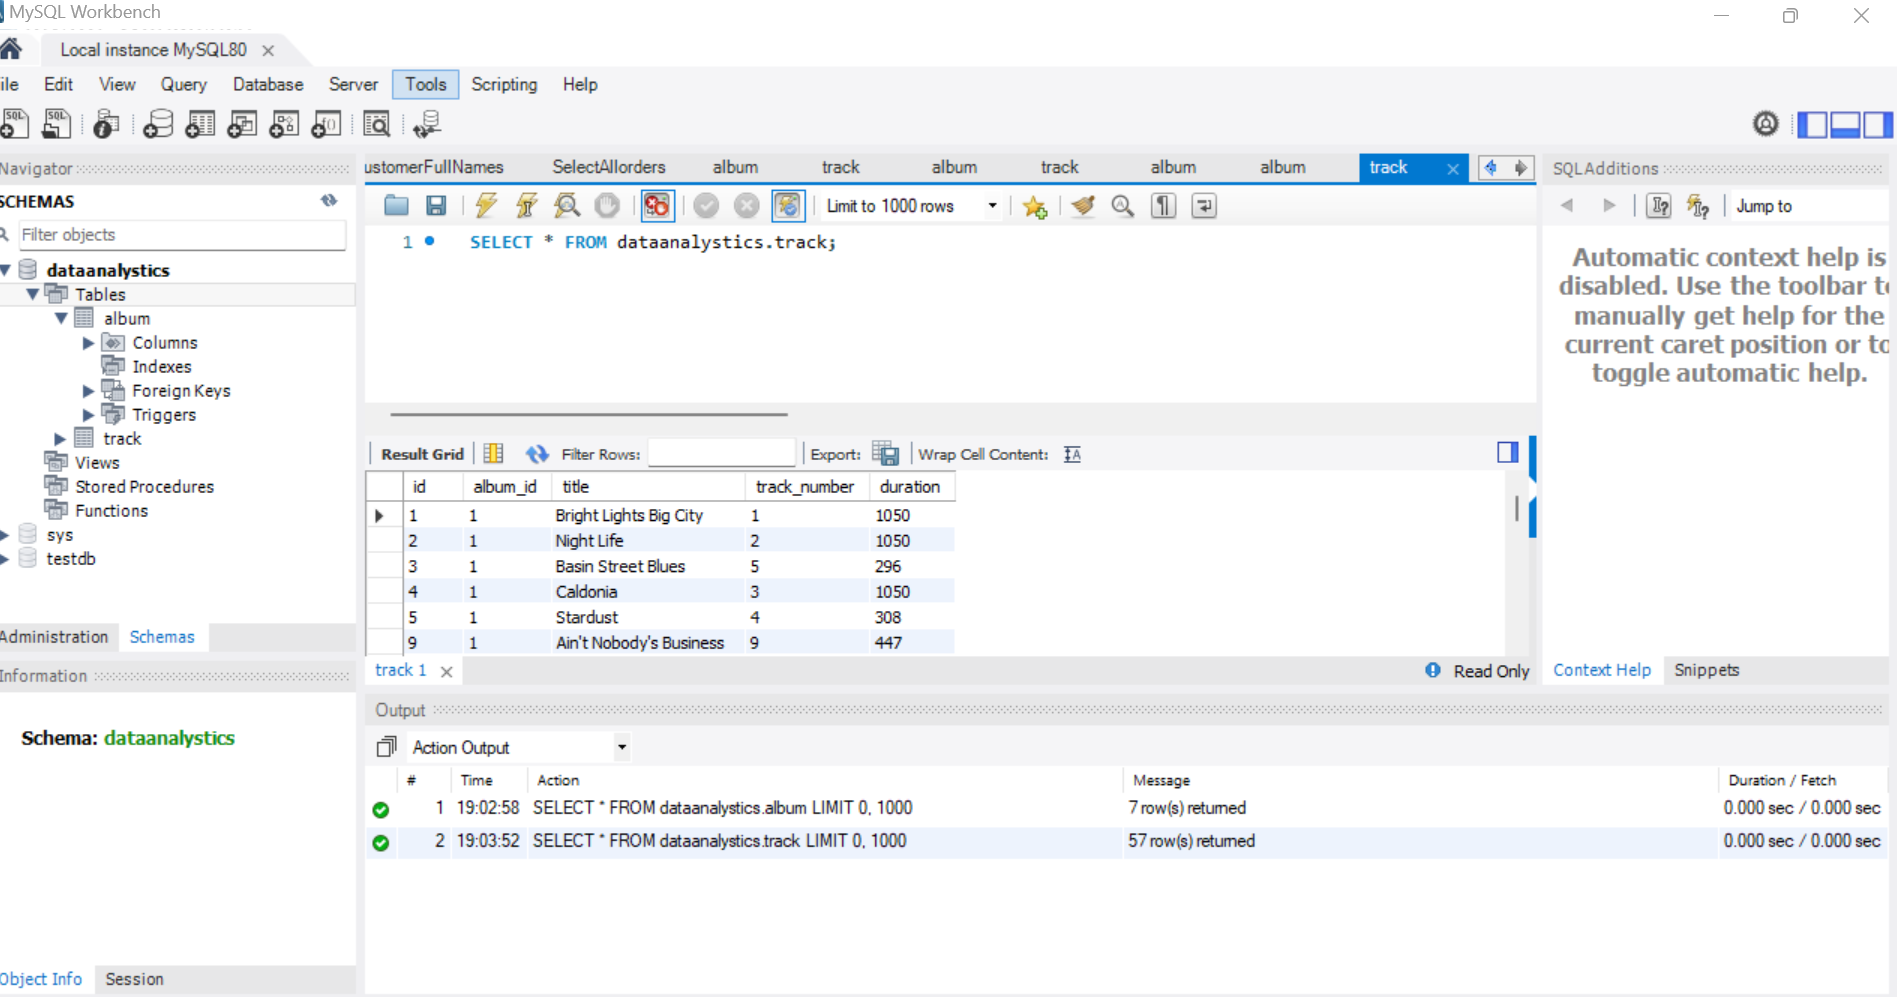 MySQL Workbench
Local instance MySQL80
ile Edit View Query Database Server Tools Scripting Help
Navigator
SCHEMAS
Filter objects
dataanalystics
Tables
album
Columns
Indexes
Foreign Keys
Triggers
track
Views
Stored Procedures
Functions
sys
testdb
Administration Schemas
Information
Schema: dataanalystics
Object Info Session
ustomerFullNames SelectAllorders album track album track album album track
Limit to 1000 rows
1 SELECT * FROM dataanalystics.track;
Result Grid Filter Rows: Export: Wrap Cell Content:
id album_id title track_number duration
1 1 Bright Lights Big City 1 1050
2 1 Night Life 2 1050
3 1 Basin Street Blues 5 296
4 1 Caldonia 3 1050
5 1 Stardust 4 308
9 1 Ain't Nobody's Business 9 447
track 1 Read Only
Output
Action Output
# Time Action Message Duration / Fetch
1 19:02:58 SELECT * FROM dataanalystics.album LIMIT 0, 1000 7 row(s) returned 0.000 sec / 0.000 sec
2 19:03:52 SELECT * FROM dataanalystics.track LIMIT 0, 1000 57 row(s) returned 0.000 sec / 0.000 sec
SQLAdditions
Jump to
Automatic context help is
disabled. Use the toolbar to
manually get help for the
current caret position or to
toggle automatic help.
Context Help Snippets